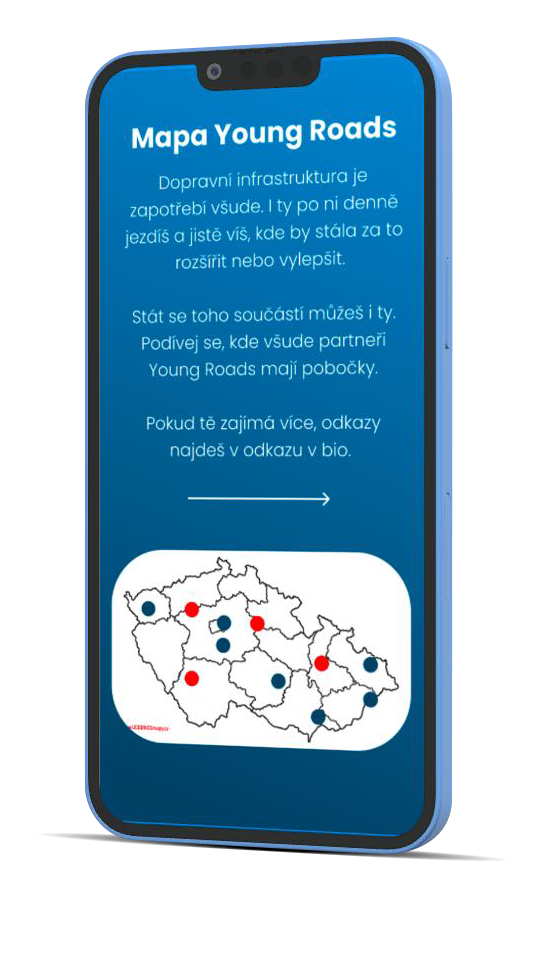 Mapa Young Roads
Dopravní infrastruktura je
zapotřebí všude. I ty po ni denně
jezdíš a jistě víš, kde by stála za to
rozšířit nebo vylepšit.
Stát se toho součástí můžeš i ty.
Podívej se, kde všude partneři
Young Roads mají pobočky.
Pokud tě zajímá více, odkazy
najdeš v odkazu v bio.